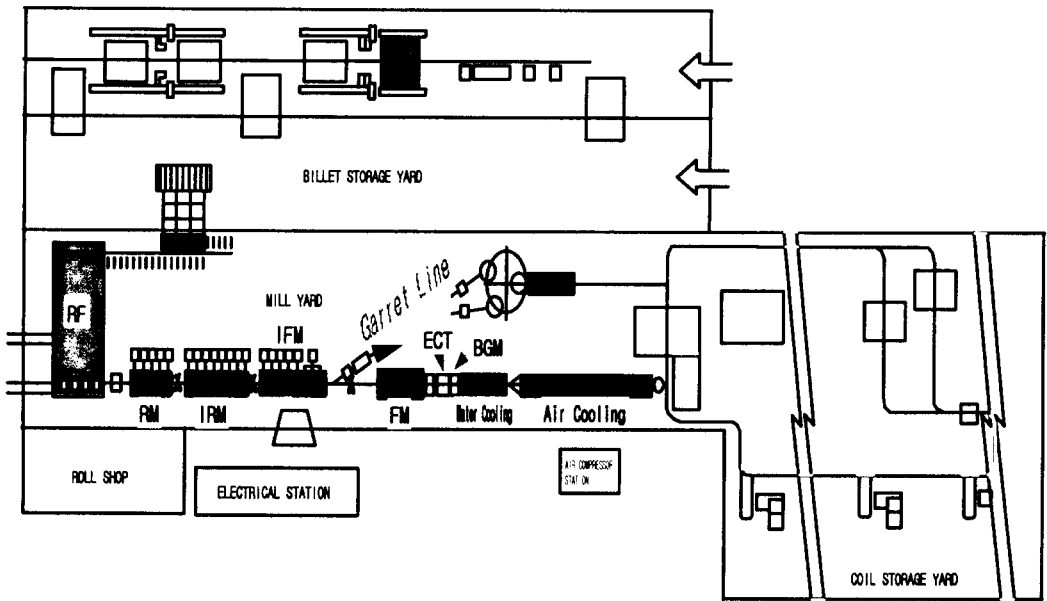 BILLET STORAGE YARD
RF
MILL YARD
Garret Line
IFM
ECT
BGM
RM
IRM
FM
Water Cooling
Air Cooling
ROLL SHOP
ELECTRICAL STATION
AIR COMPRESSOR
STATION
COIL STORAGE YARD